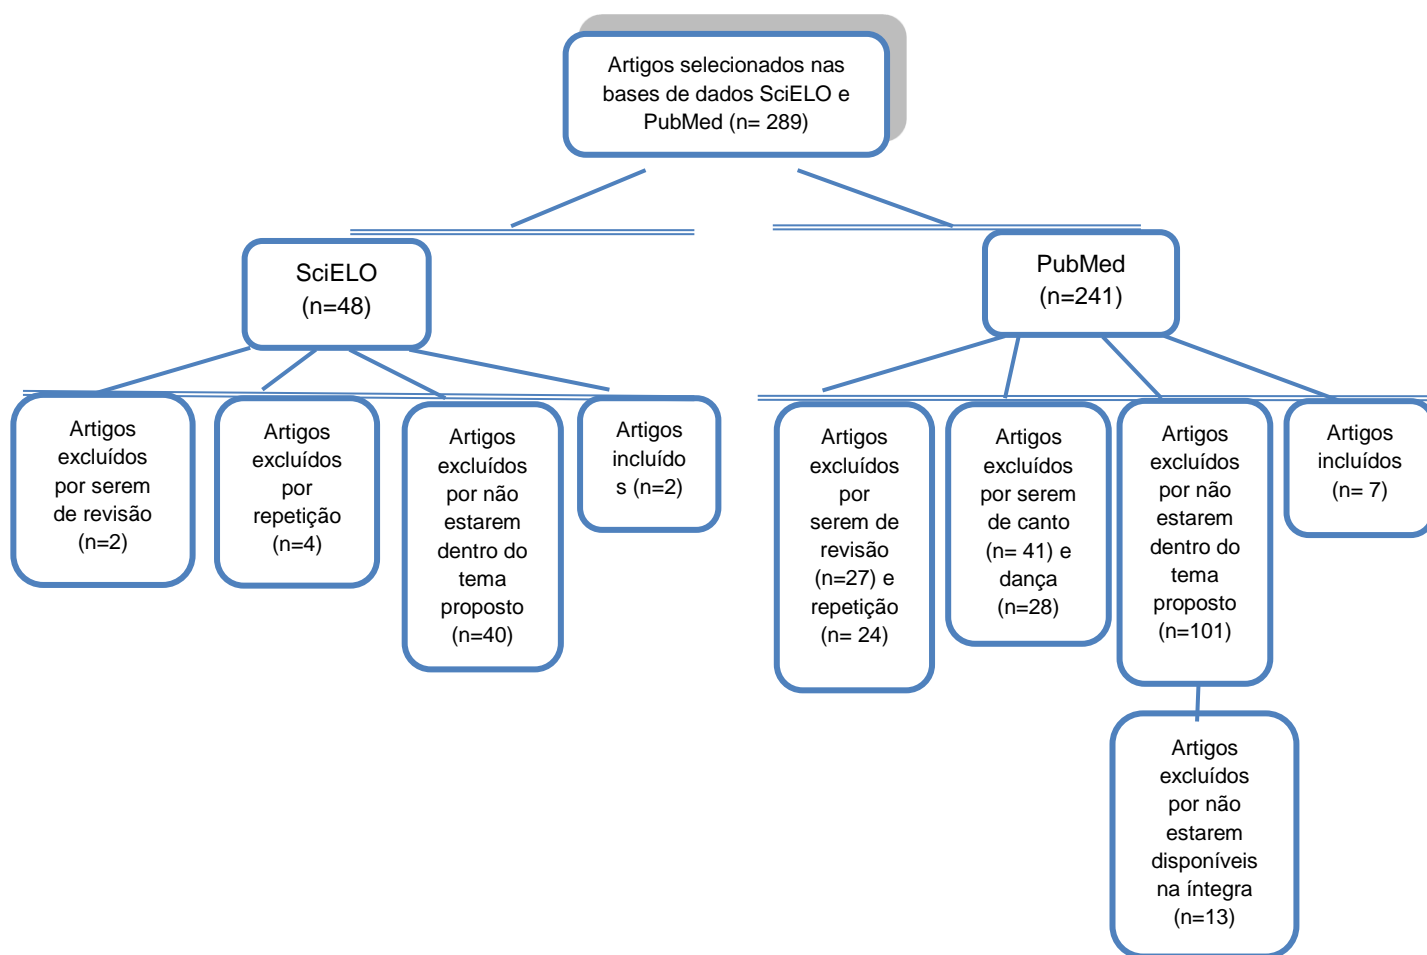 Artigos selecionados nas
bases de dados SciELO e
PubMed (n= 289)
SciELO
(n=48)
PubMed
(n=241)
Artigos
excluídos
por serem
de revisão
(n=2)
Artigos
excluídos
por
repetição
(n=4)
Artigos
excluídos
por não
estarem
dentro do
tema
proposto
(n=40)
Artigos
incluído
s (n=2)
Artigos
excluídos
por
serem de
revisão
(n=27) e
repetição
(n= 24)
Artigos
excluídos
por serem
de canto
(n= 41) e
dança
(n=28)
Artigos
excluídos
por não
estarem
dentro do
tema
proposto
(n=101)
Artigos
incluídos
(n= 7)
Artigos
excluídos
por não
estarem
disponíveis
na íntegra
(n=13)